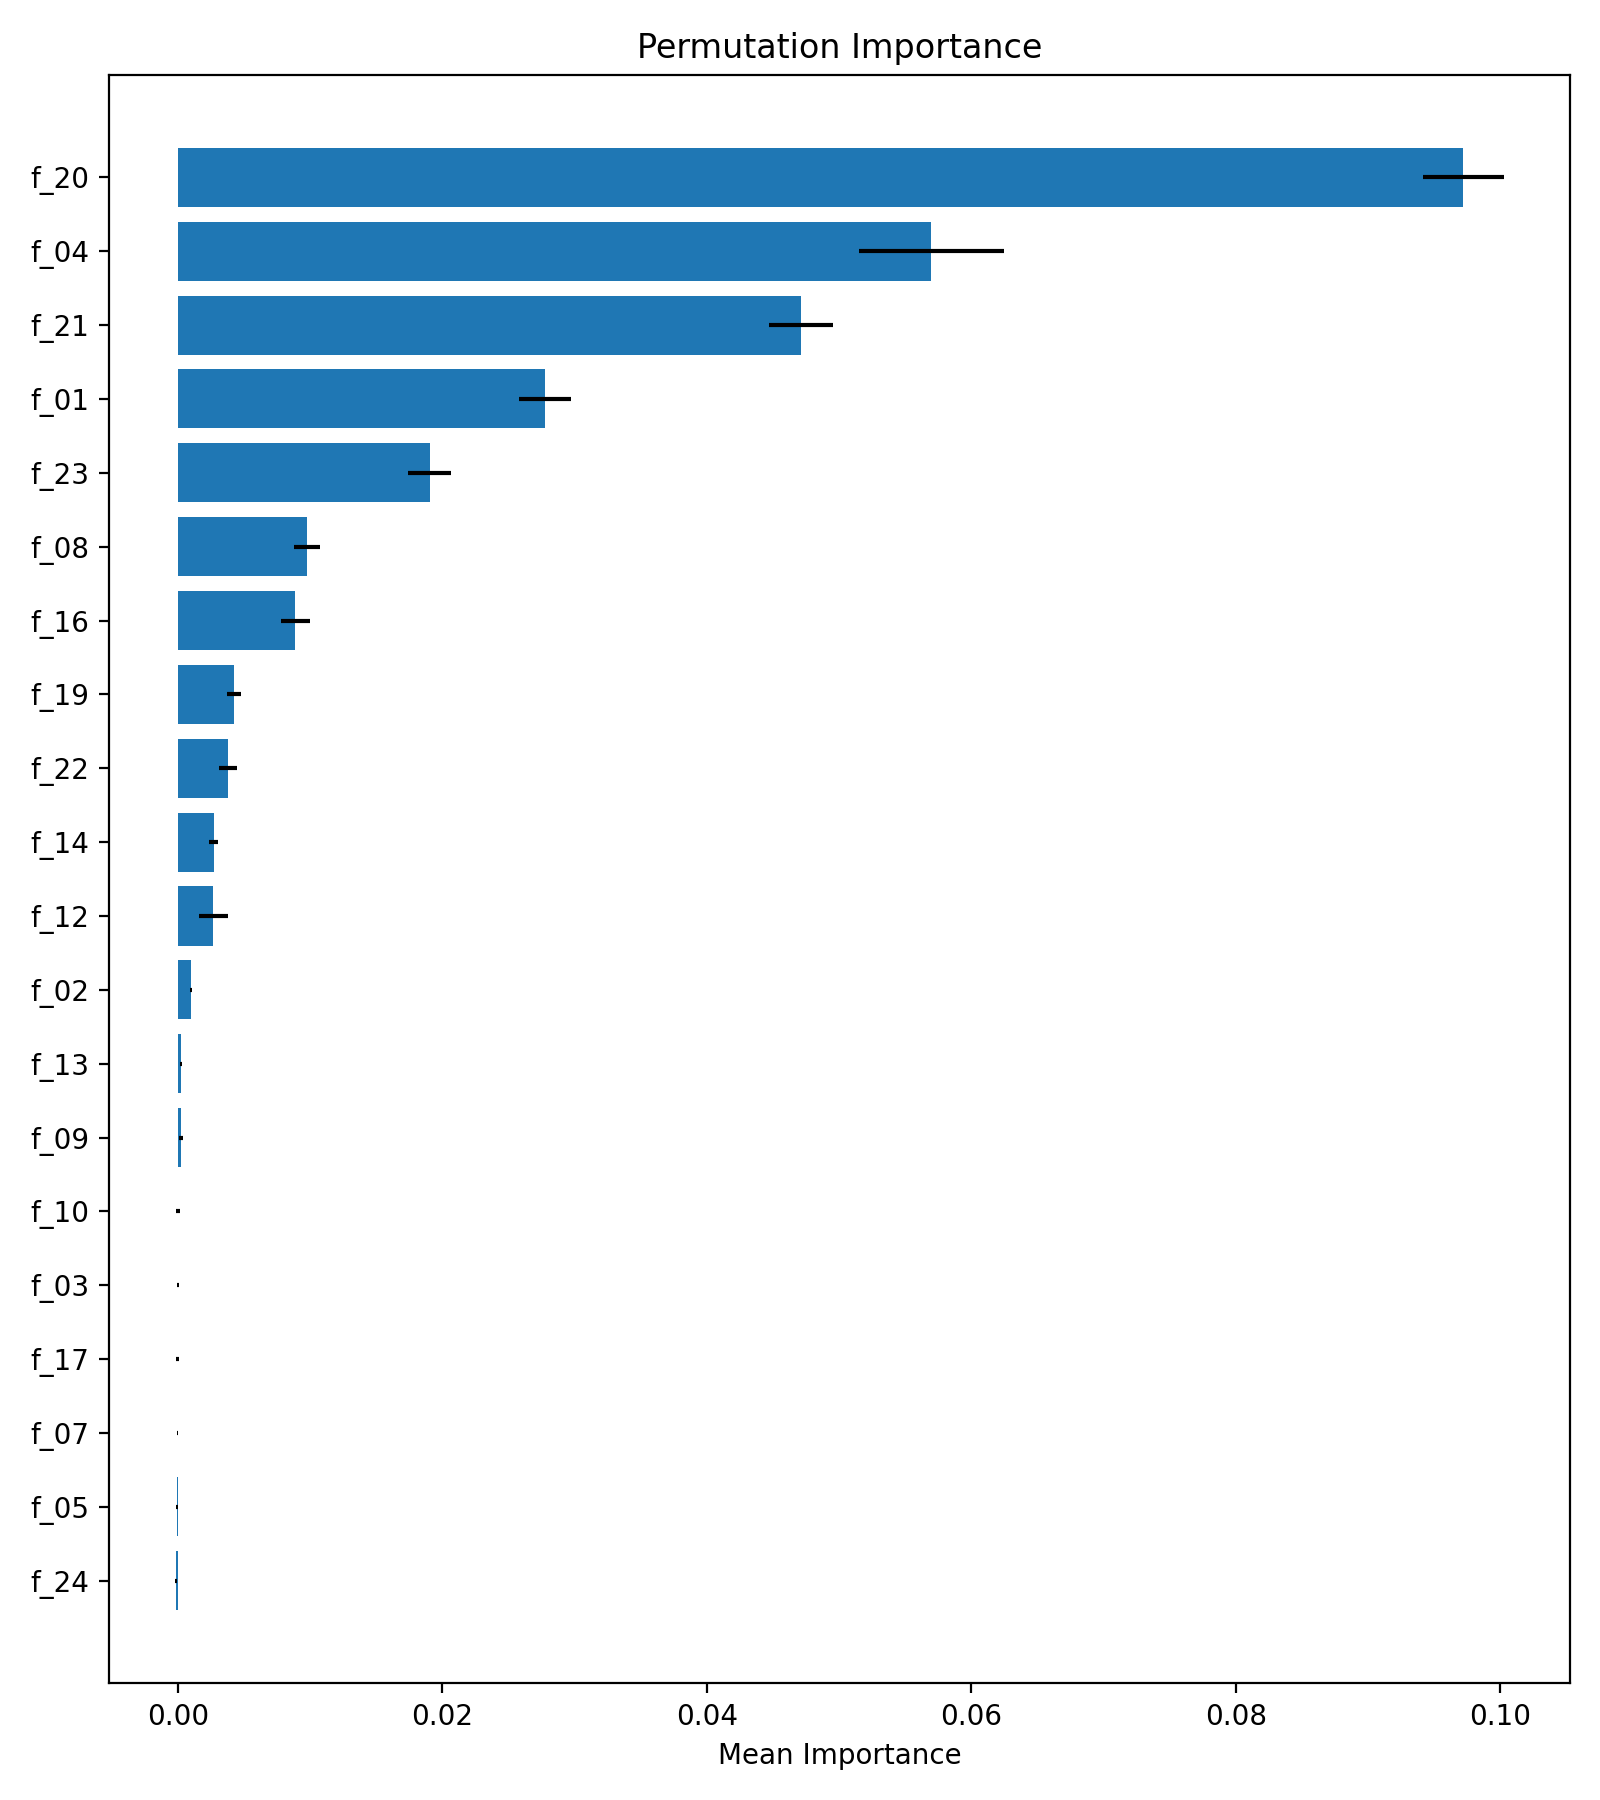 Permutation Importance
f_20
f_04
f_21
f_01
f_23
f_08
f_16
f_19
f_22
f_14
f_12
f_02
f_13
f_09
f_10
f_03
f_17
f_07
f_05
f_24
0.00 0.02 0.04 0.06 0.08 0.10
Mean Importance